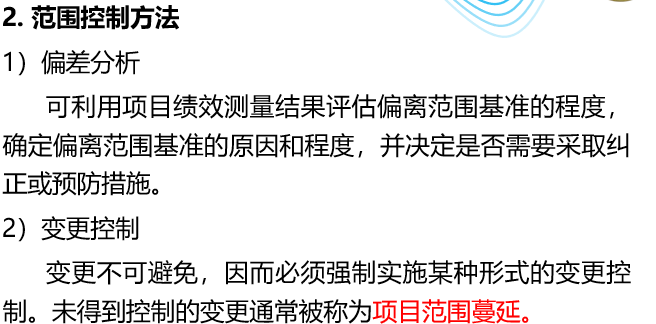 2. 范围控制方法
1）偏差分析
可利用项目绩效测量结果评估偏离范围基准的程度，
确定偏离范围基准的原因和程度，并决定是否需要采取纠
正或预防措施。
2）变更控制
变更不可避免，因而必须强制实施某种形式的变更控
制。未得到控制的变更通常被称为项目范围蔓延。